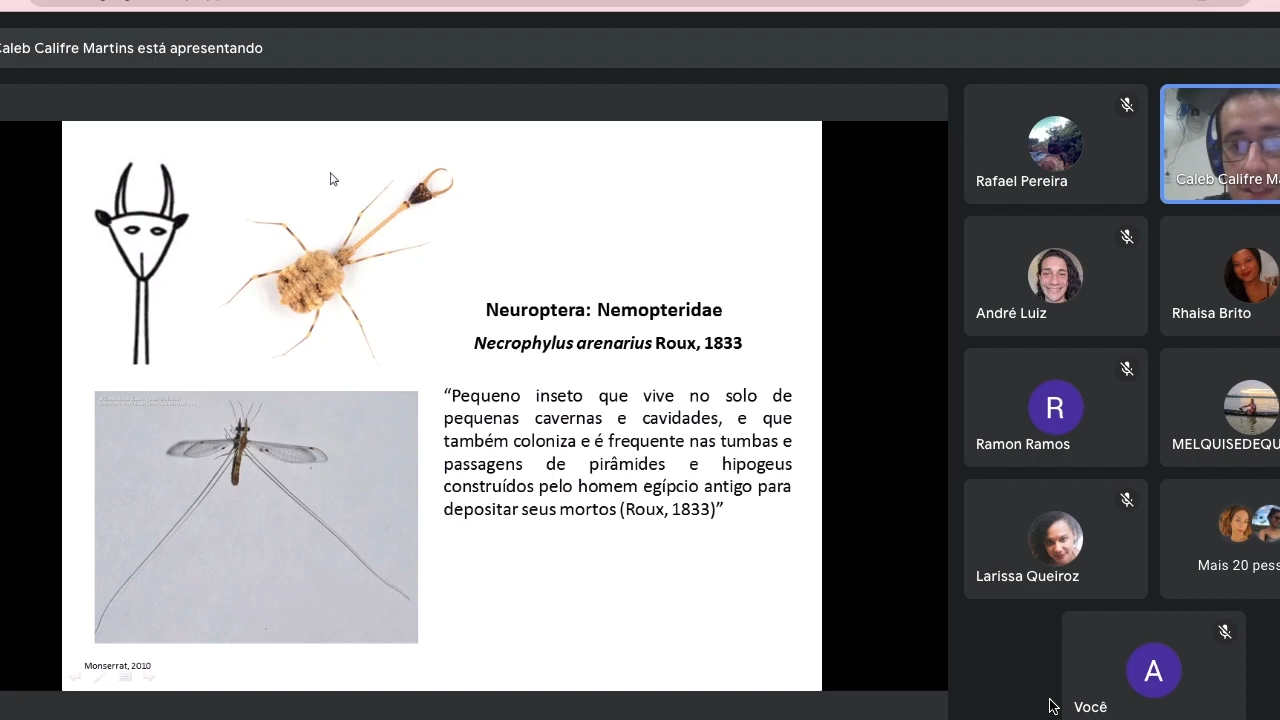 Caleb Califre Martins está apresentando
Neuroptera: Nemopteridae
Necrophylus arenarius Roux, 1833
“Pequeno inseto que vive no solo de
pequenas cavernas e cavidades, e que
também coloniza e é frequente nas tumbas e
passagens de pirâmides e hipogeus
construídos pelo homem egípcio antigo para
depositar seus mortos (Roux, 1833)”
Monserrat, 2010
Rafael Pereira
Caleb Califre Ma
André Luiz
Rhaisa Brito
R
Ramon Ramos
MELQUISEDEQU
Larissa Queiroz
Mais 20 pess
A
Você